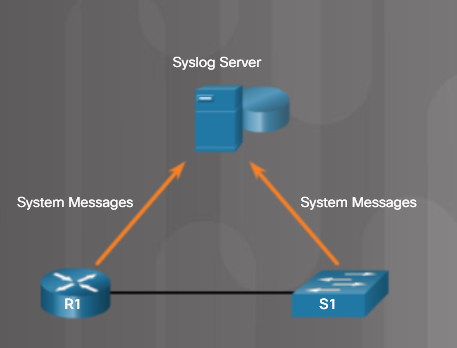 Syslog Server
System Messages
System Messages
R1
S1